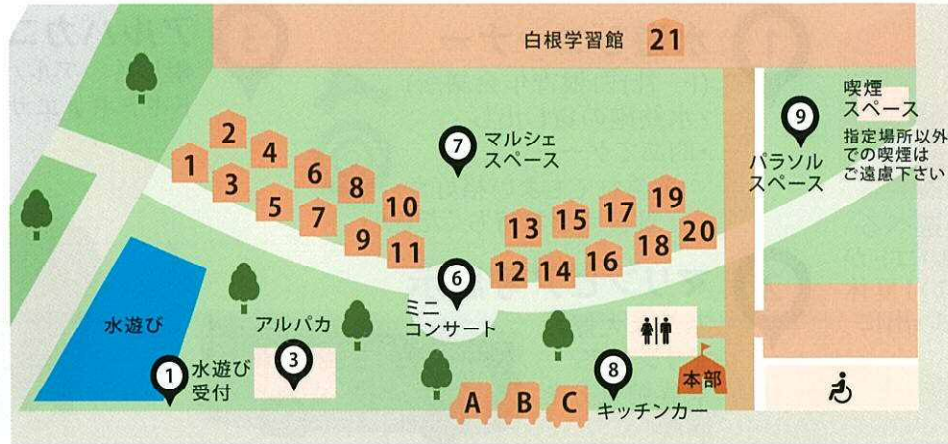 白根学習館 21
喫煙
スペース
指定場所以外
での喫煙は
ご遠慮下さい
9
パラソル
スペース
7
マルシェ
スペース
1
2
3
4
5
6
7
8
9
10
11
12
13
14
15
16
17
18
19
20
6
ミニ
コンサート
水遊び
1
水遊び
受付
アルパカ
3
A B C
8
キッチンカー
本部